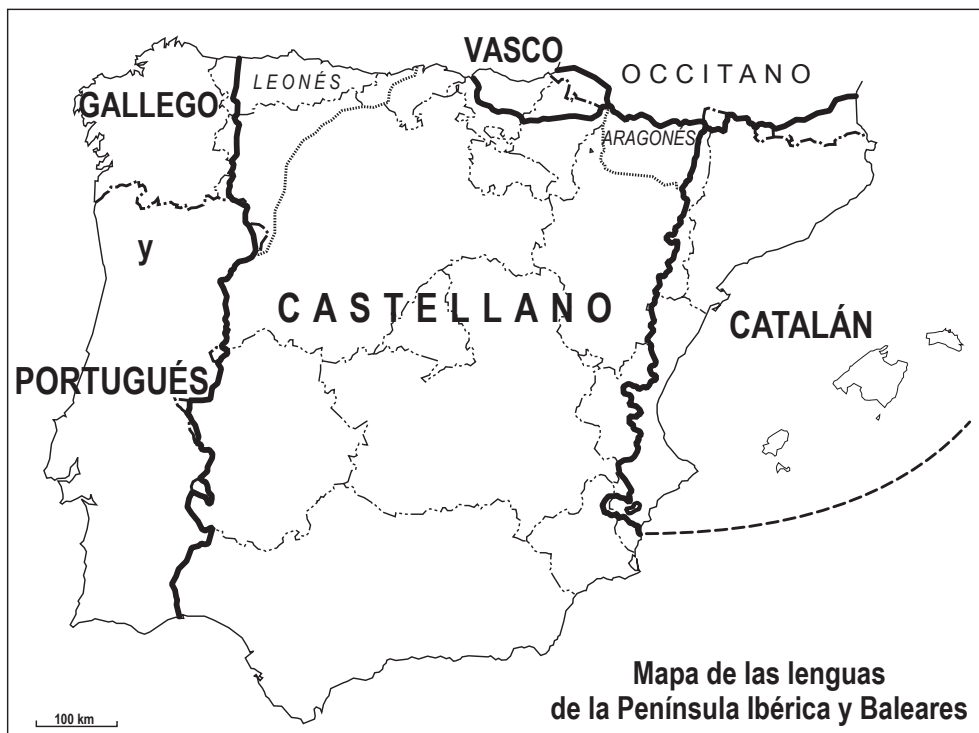 VASCO
OCCITANO
LEONÉS
GALLEGO
ARAGONÉS
y
CASTELLANO
CATALÁN
PORTUGUÉS
Mapa de las lenguas
de la Península Ibérica y Baleares
100 km